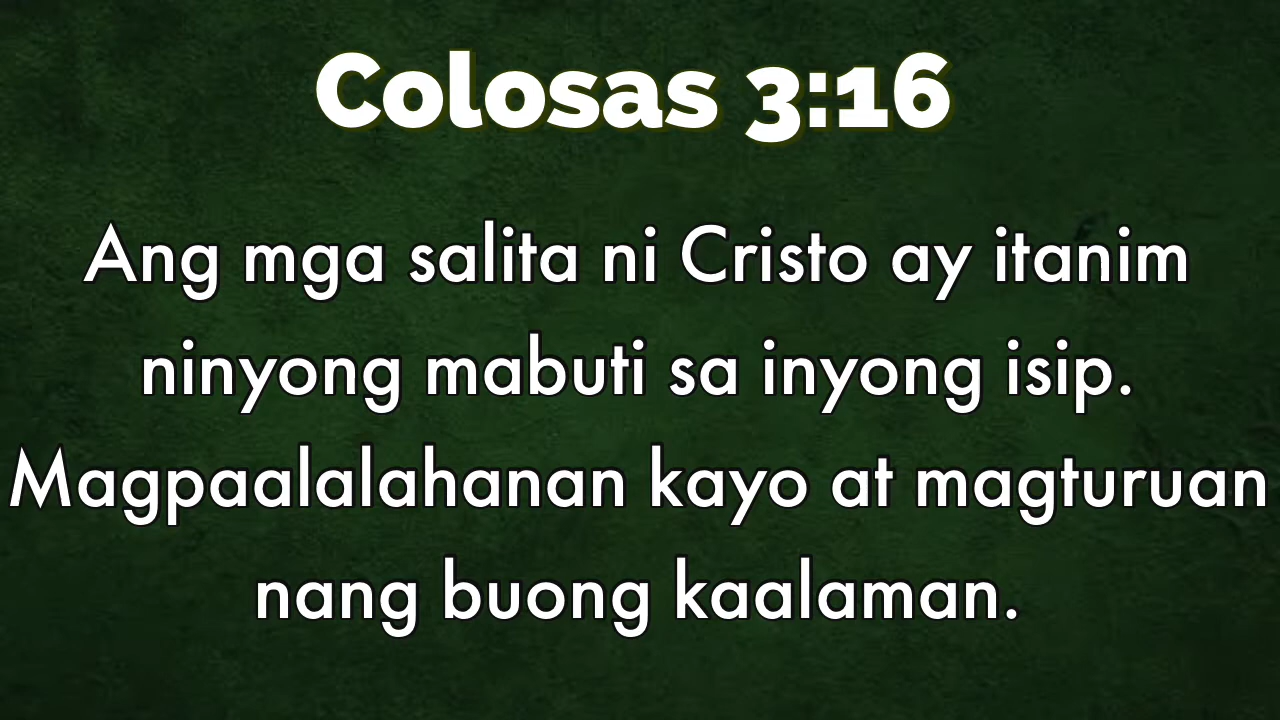 Colosas 3:16
Ang mga salita ni Cristo ay itanim
ninyong mabuti sa inyong isip.
Magpaalalahanan kayo at magturuan
nang buong kaalaman.